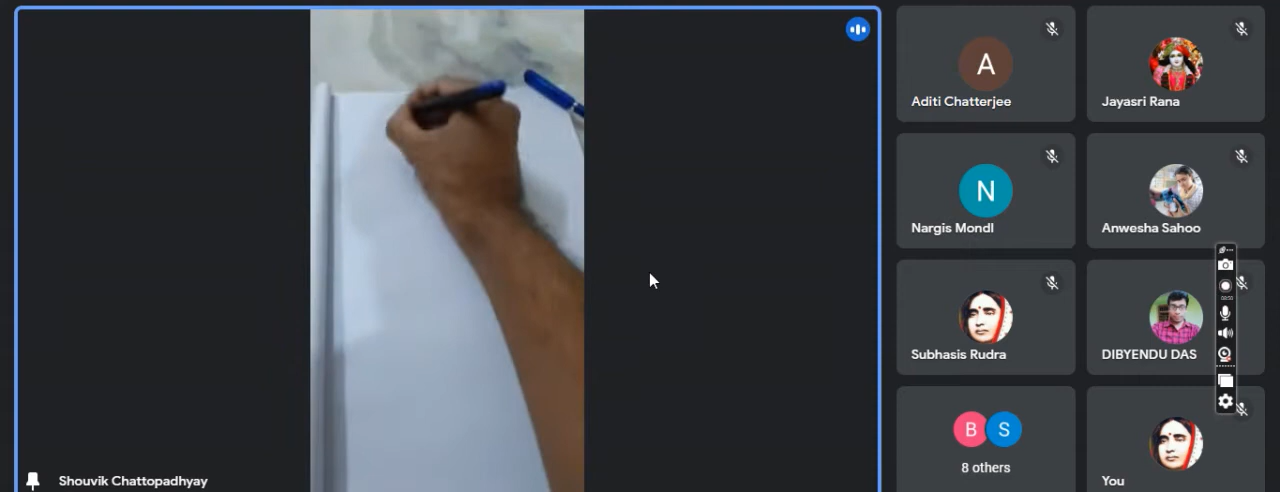 A
Aditi Chatterjee
Jayasri Rana
N
Nargis Mondl
Anwesha Sahoo
Subhasis Rudra
DIBYENDU DAS
B S
8 others
You
Shouvik Chattopadhyay